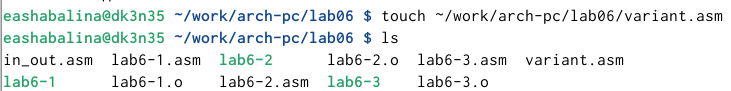 eashabalina@dk3n35 ~/work/arch-pc/lab06 $ touch ~/work/arch-pc/lab06/variant.asm
eashabalina@dk3n35 ~/work/arch-pc/lab06 $ ls
in_out.asm lab6-1.asm lab6-2 lab6-2.o lab6-3.asm variant.asm
lab6-1 lab6-1.o lab6-2.asm lab6-3 lab6-3.o